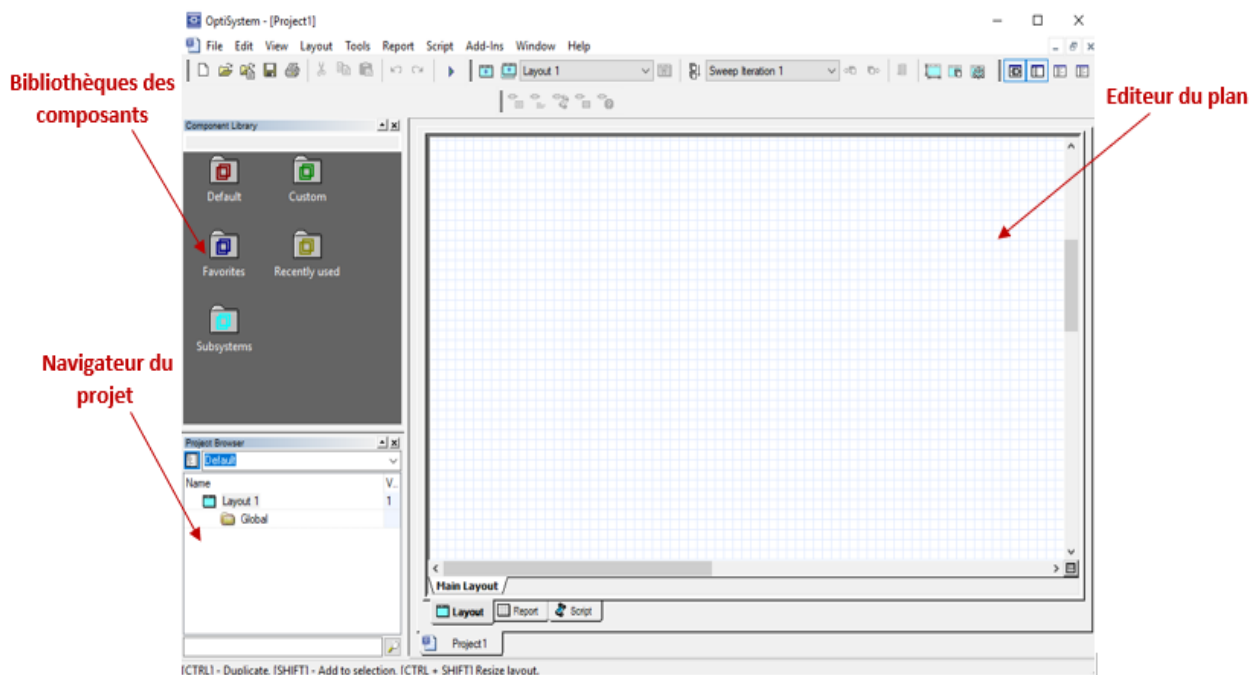 OptiSystem - [Project1]
File Edit View Layout Tools Report Script Add-Ins Window Help
Layout 1
Sweep Iteration 1
Bibliothèques des
composants
Editeur du plan
Component Library
Default
Custom
Favorites
Recently used
Subsystems
Navigateur du
projet
Project Browser
Default
Name V..
Layout 1 1
Global
Main Layout
Layout Report Script
Project1
[CTRL] - Duplicate. [SHIFT] - Add to selection. [CTRL + SHIFT] Resize layout.